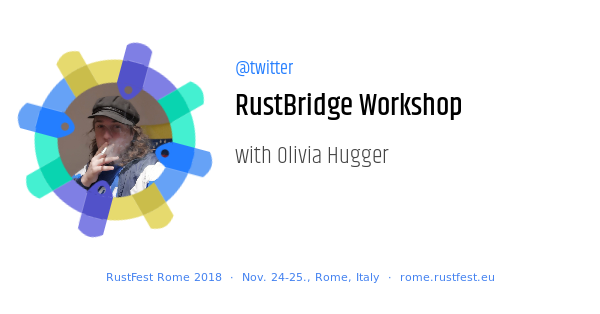 @twitter
RustBridge Workshop
with Olivia Hugger
RustFest Rome 2018 · Nov. 24-25., Rome, Italy · rome.rustfest.eu